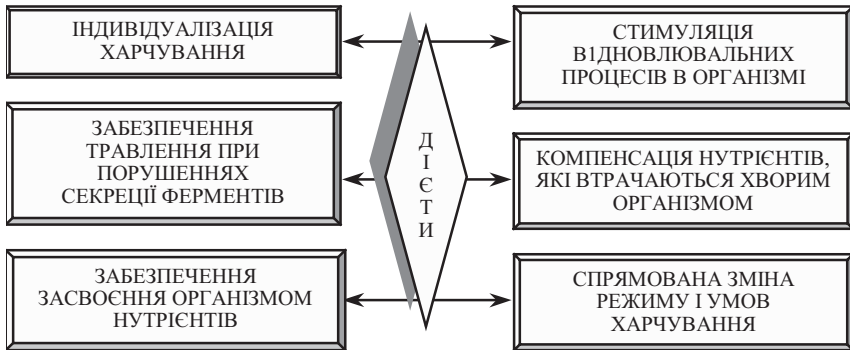 ІНДИВІДУАЛІЗАЦІЯ
ХАРЧУВАННЯ
СТИМУЛЯЦІЯ
В1ДНОВЛЮВАЛЬНИХ
ПРОЦЕСІВ В ОРГАНІЗМІ
ЗАБЕЗПЕЧЕННЯ
ТРАВЛЕННЯ ПРИ
ПОРУШЕННЯХ
СЕКРЕЦІЇ ФЕРМЕНТІВ
Д
І
Є
Т
И
КОМПЕНСАЦІЯ НУТРІЄНТІВ,
ЯКІ ВТРАЧАЮТЬСЯ ХВОРИМ
ОРГАНІЗМОМ
ЗАБЕЗПЕЧЕННЯ
ЗАСВОЄННЯ ОРГАНІЗМОМ
НУТРІЄНТІВ
СПРЯМОВАНА ЗМІНА
РЕЖИМУ І УМОВ
ХАРЧУВАННЯ